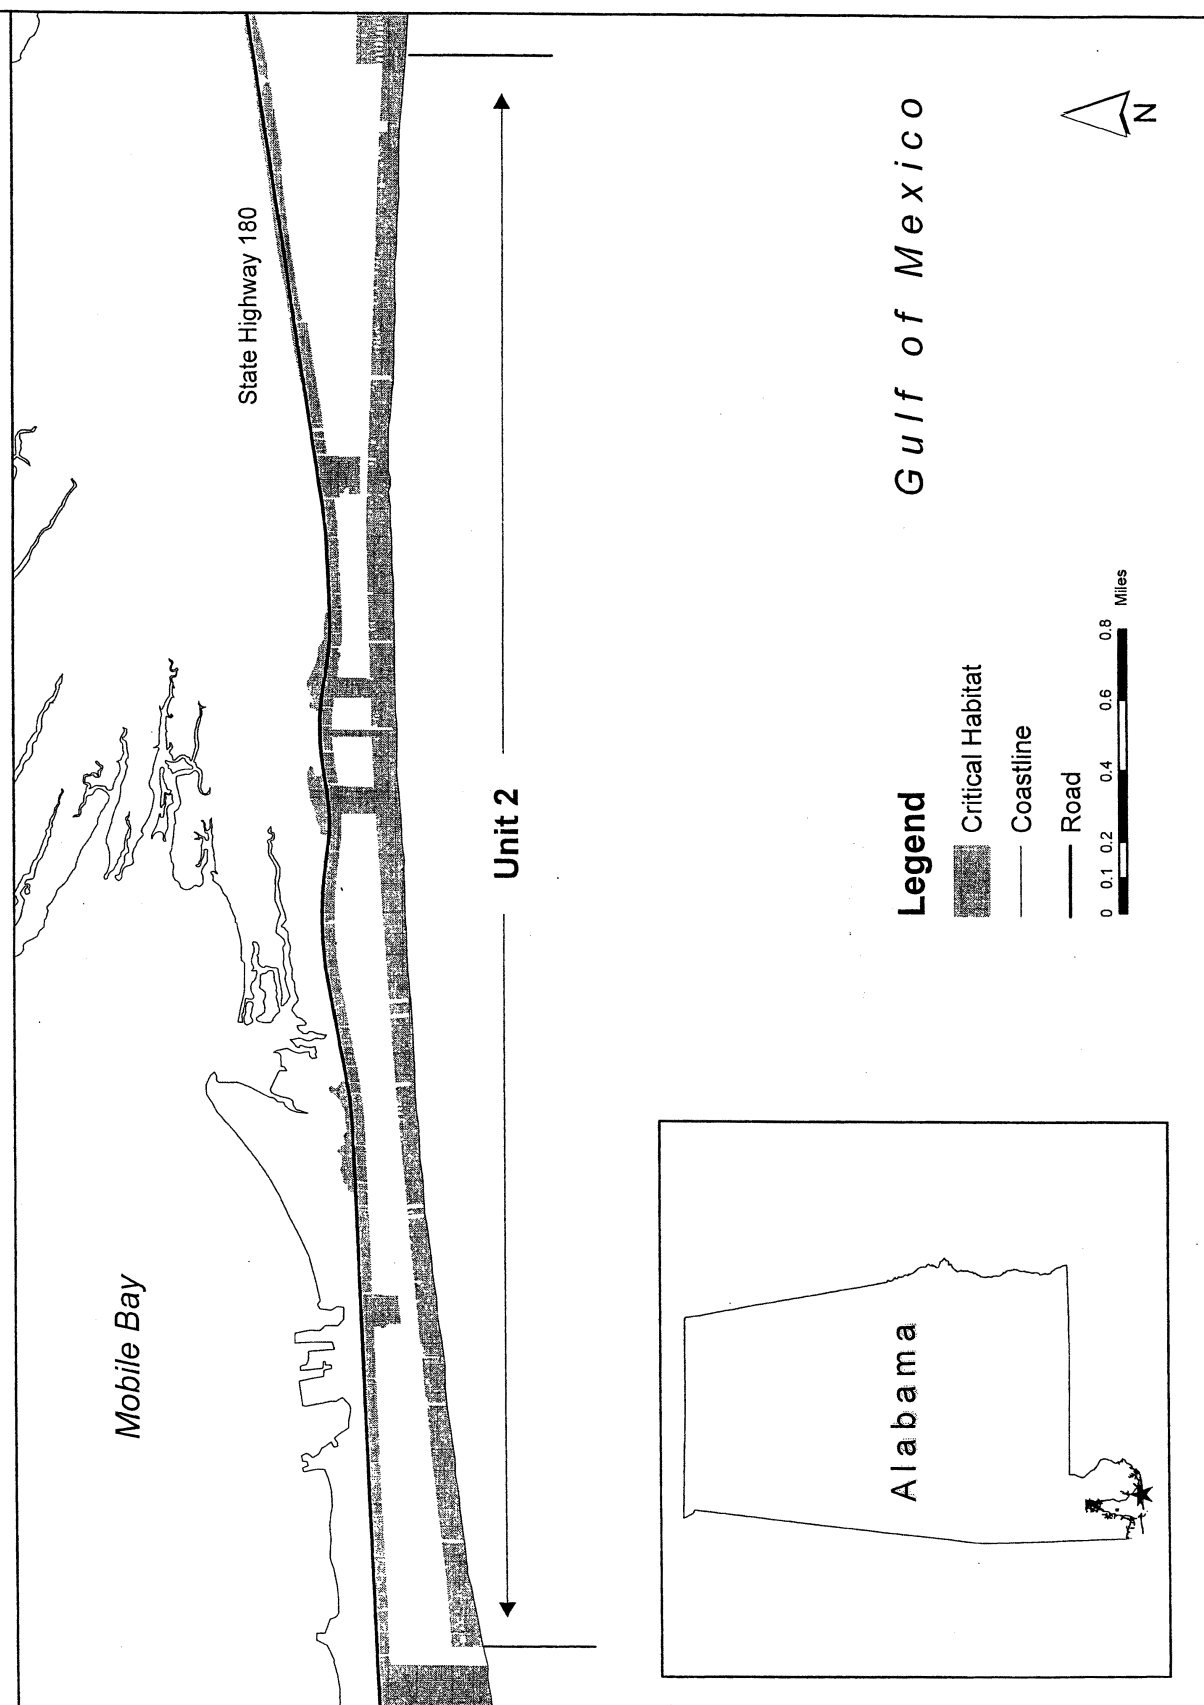 Mobile Bay
State Highway 180
Unit 2
Gulf of Mexico
Alabama
Legend
Critical Habitat
Coastline
Road
0 0.1 0.2 0.4 0.6 0.8
Miles
N